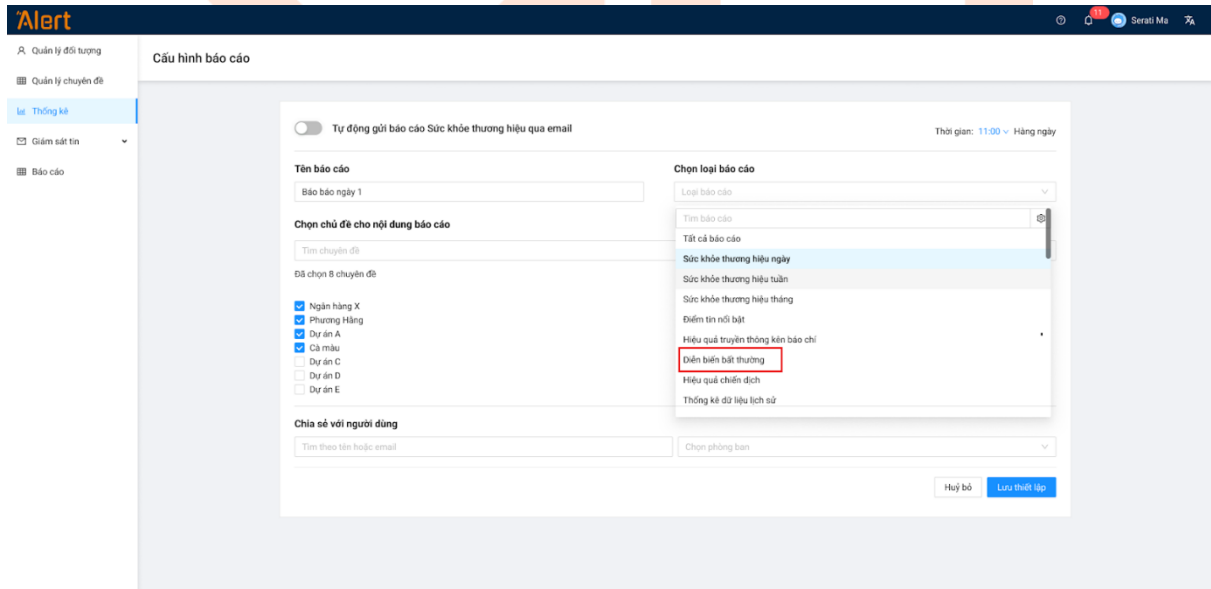 Alert
11
Serati Ma
Quản lý đối tượng
Quản lý chuyên đề
Thống kê
Giám sát tin
Báo cáo
Cấu hình báo cáo
Tự động gửi báo cáo Sức khỏe thương hiệu qua email
Thời gian: 11:00 Hàng ngày
Tên báo cáo
Báo báo ngày 1
Chọn loại báo cáo
Loại báo cáo
Tìm báo cáo
Tất cả báo cáo
Sức khỏe thương hiệu ngày
Sức khỏe thương hiệu tuần
Sức khỏe thương hiệu tháng
Điểm tin nổi bật
Hiệu quả truyền thông kên báo chí
Diễn biến bất thường
Hiệu quả chiến dịch
Thống kê dữ liệu lịch sử
Chọn chủ đề cho nội dung báo cáo
Tìm chuyên đề
Đã chọn 8 chuyên đề
Ngân hàng X
Phương Hằng
Dự án A
Cà màu
Dự án C
Dự án D
Dự án E
Chia sẻ với người dùng
Tìm theo tên hoặc email
Chọn phòng ban
Huỷ bỏ
Lưu thiết lập